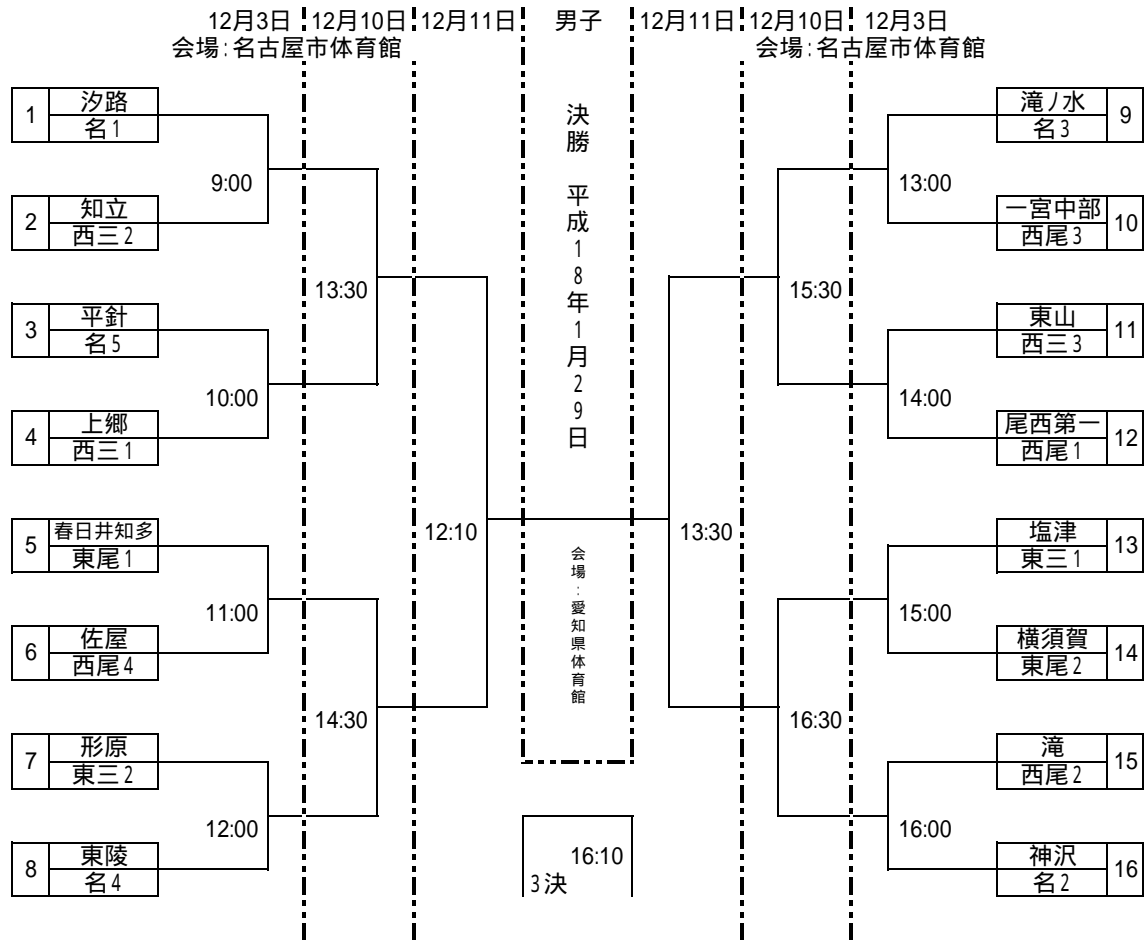 12月3日 12月10日 12月11日 男子 12月11日 12月10日 12月3日
会場:名古屋市体育館 会場:名古屋市体育館
1 汐路
名1
9:00
2 知立
西三2
13:30
3 平針
名5
10:00
4 上郷
西三1
12:10
5 春日井知多
東尾1
11:00
6 佐屋
西尾4
14:30
7 形原
東三2
12:00
8 東陵
名4
決勝 平成18年1月29日
会場:愛知県体育館
16:10
3決
滝ノ水 9
名3
13:00
一宮中部 10
西尾3
15:30
東山 11
西三3
14:00
尾西第一 12
西尾1
13:30
塩津 13
東三1
15:00
横須賀 14
東尾2
16:30
滝 15
西尾2
16:00
神沢 16
名2